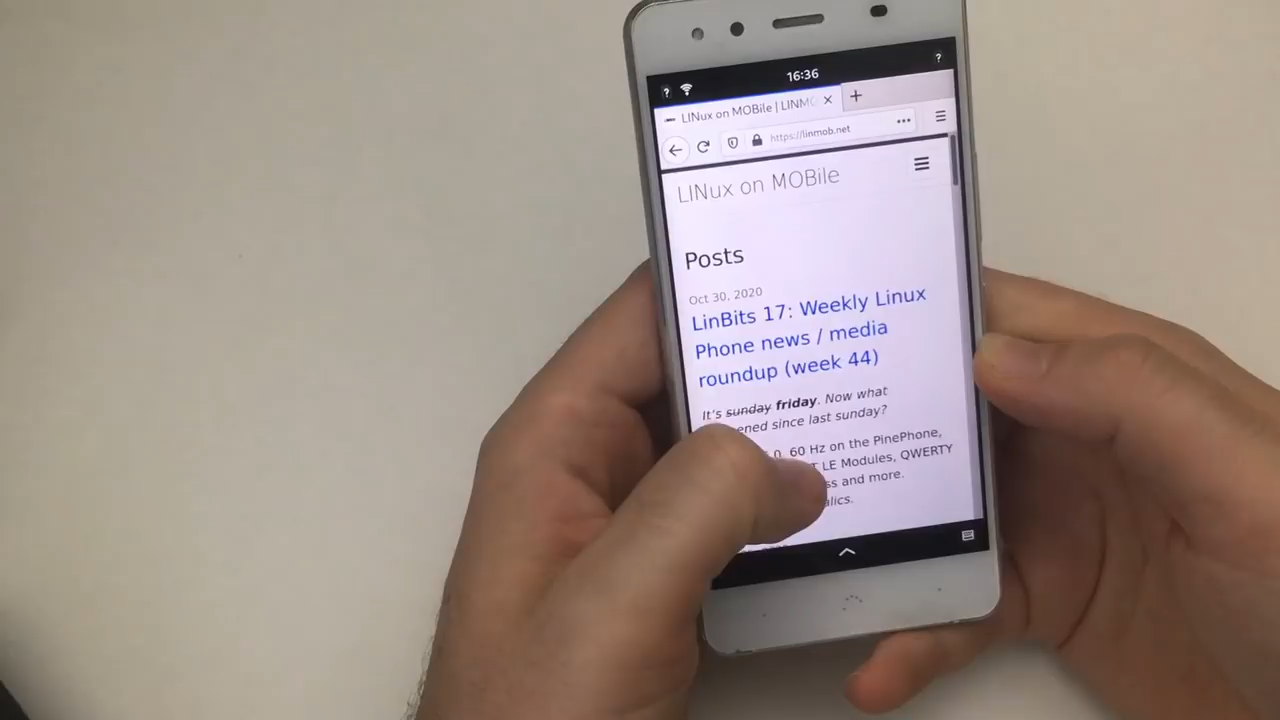 16:36
LINux on MOBile | LINMO
https://linmob.net
LINux on MOBile
Posts
Oct 30, 2020
LinBits 17: Weekly Linux
Phone news / media
roundup (week 44)
It's sunday friday. Now what
ened since last sunday?
0, 60 Hz on the PinePhone,
LE Modules, QWERTY
ss and more.
alics.